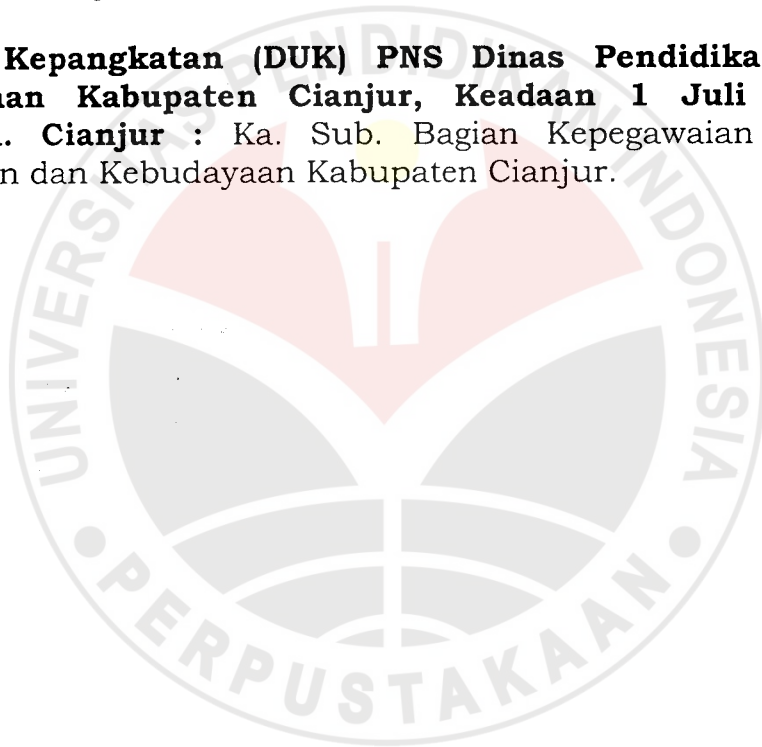 Kepangkatan (DUK) PNS Dinas Pendidika
aan Kabupaten Cianjur, Keadaan 1 Juli
. Cianjur : Ka. Sub. Bagian Kepegawaian
n dan Kebudayaan Kabupaten Cianjur.
UNIVERSITAS PENDIDIKAN INDONESIA
PERPUSTAKAAN